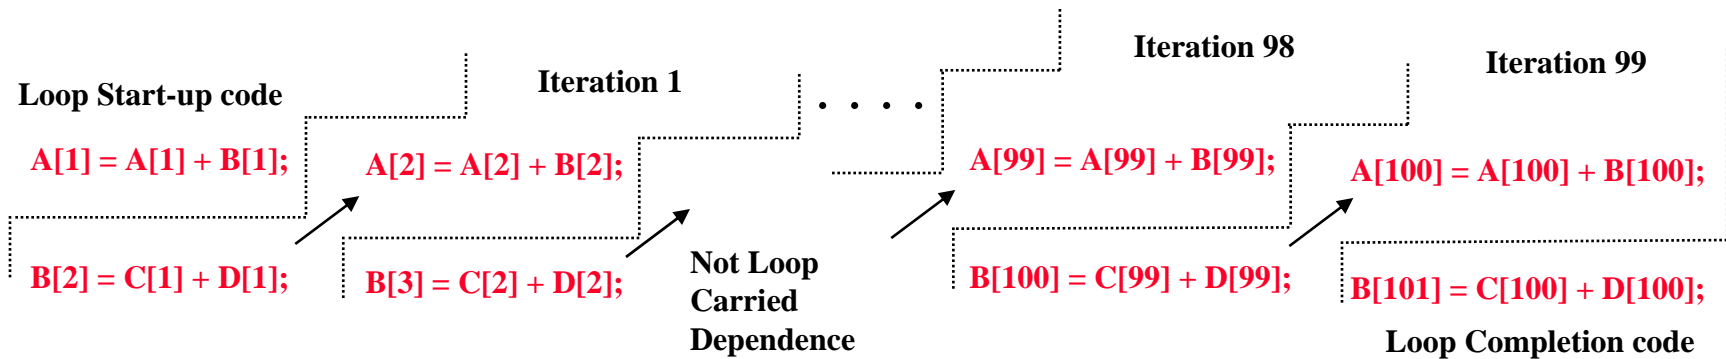 Loop Start-up code
A[1] = A[1] + B[1];
B[2] = C[1] + D[1];
Iteration 1
A[2] = A[2] + B[2];
B[3] = C[2] + D[2];
. . . .
Not Loop
Carried
Dependence
Iteration 98
A[99] = A[99] + B[99];
B[100] = C[99] + D[99];
Iteration 99
A[100] = A[100] + B[100];
B[101] = C[100] + D[100];
Loop Completion code